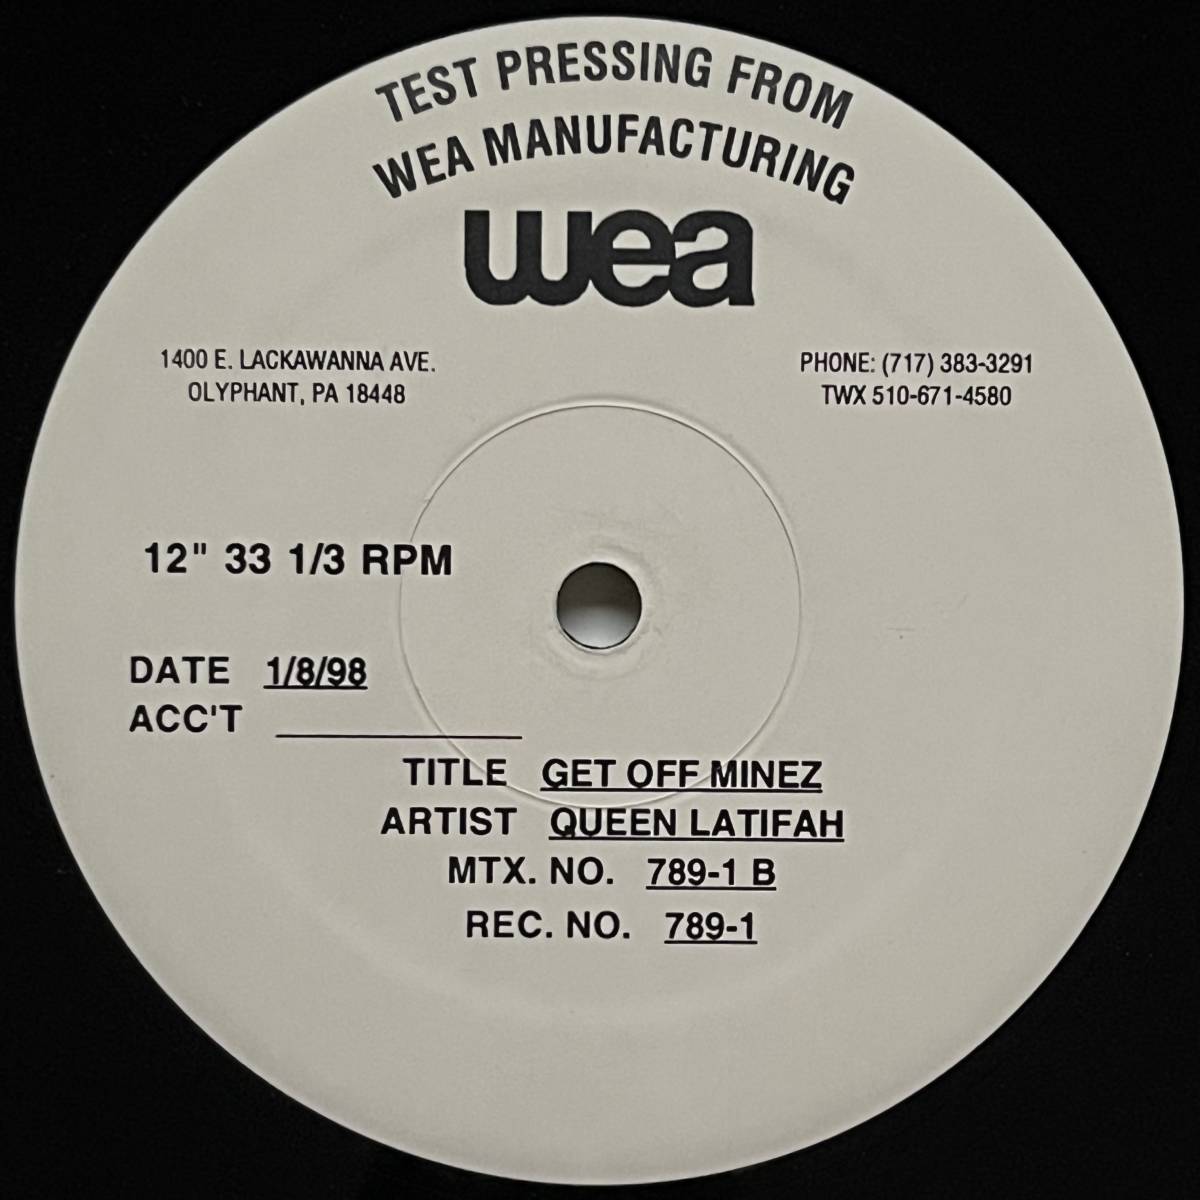 TEST PRESSING FROM
WEA MANUFACTURING
wea
1400 E. LACKAWANNA AVE.
OLYPHANT, PA 18448
PHONE: (717) 383-3291
TWX 510-671-4580
12" 33 1/3 RPM
DATE 1/8/98
ACC'T
TITLE GET OFF MINEZ
ARTIST QUEEN LATIFAH
MTX. NO. 789-1 B
REC. NO. 789-1